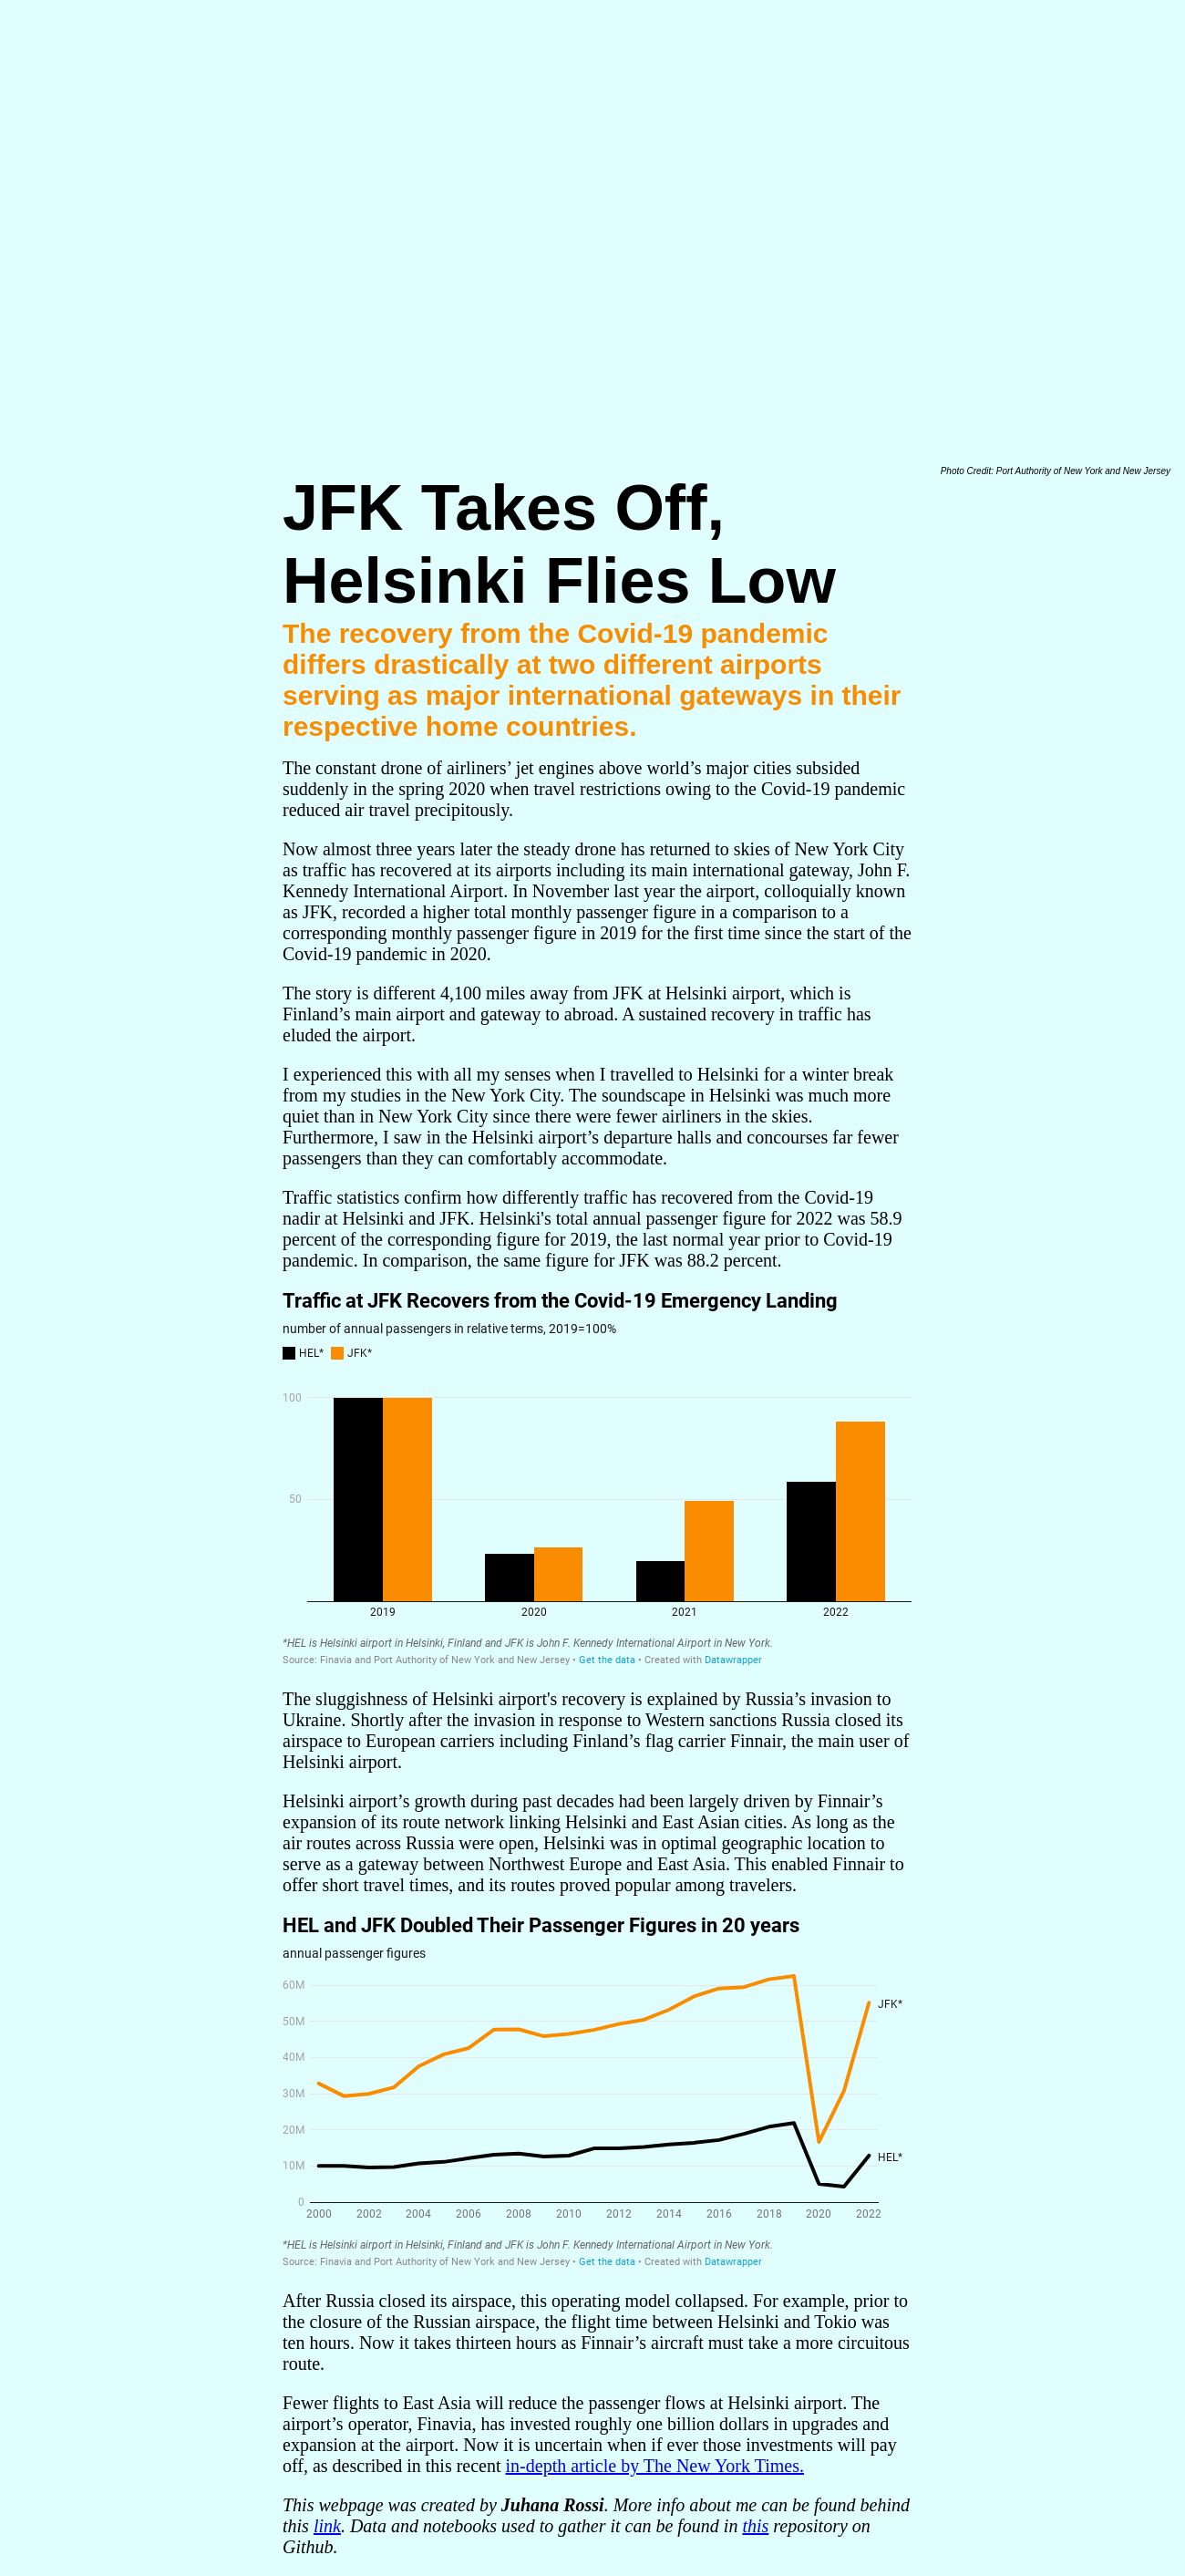 Photo Credit: Port Authority of New York and New Jersey
JFK Takes Off,
Helsinki Flies Low
The recovery from the Covid-19 pandemic
differs drastically at two different airports
serving as major international gateways in their
respective home countries.
The constant drone of airliners’ jet engines above world’s major cities subsided
suddenly in the spring 2020 when travel restrictions owing to the Covid-19 pandemic
reduced air travel precipitously.
Now almost three years later the steady drone has returned to skies of New York City
as traffic has recovered at its airports including its main international gateway, John F.
Kennedy International Airport. In November last year the airport, colloquially known
as JFK, recorded a higher total monthly passenger figure in a comparison to a
corresponding monthly passenger figure in 2019 for the first time since the start of the
Covid-19 pandemic in 2020.
The story is different 4,100 miles away from JFK at Helsinki airport, which is
Finland’s main airport and gateway to abroad. A sustained recovery in traffic has
eluded the airport.
I experienced this with all my senses when I travelled to Helsinki for a winter break
from my studies in the New York City. The soundscape in Helsinki was much more
quiet than in New York City since there were fewer airliners in the skies.
Furthermore, I saw in the Helsinki airport’s departure halls and concourses far fewer
passengers than they can comfortably accommodate.
Traffic statistics confirm how differently traffic has recovered from the Covid-19
nadir at Helsinki and JFK. Helsinki's total annual passenger figure for 2022 was 58.9
percent of the corresponding figure for 2019, the last normal year prior to Covid-19
pandemic. In comparison, the same figure for JFK was 88.2 percent.
Traffic at JFK Recovers from the Covid-19 Emergency Landing
number of annual passengers in relative terms, 2019=100%
HEL* JFK*
100
50
2019 2020 2021 2022
*HEL is Helsinki airport in Helsinki, Finland and JFK is John F. Kennedy International Airport in New York.
Source: Finavia and Port Authority of New York and New Jersey • Get the data • Created with Datawrapper
The sluggishness of Helsinki airport's recovery is explained by Russia’s invasion to
Ukraine. Shortly after the invasion in response to Western sanctions Russia closed its
airspace to European carriers including Finland’s flag carrier Finnair, the main user of
Helsinki airport.
Helsinki airport’s growth during past decades had been largely driven by Finnair’s
expansion of its route network linking Helsinki and East Asian cities. As long as the
air routes across Russia were open, Helsinki was in optimal geographic location to
serve as a gateway between Northwest Europe and East Asia. This enabled Finnair to
offer short travel times, and its routes proved popular among travelers.
HEL and JFK Doubled Their Passenger Figures in 20 years
annual passenger figures
60M
JFK*
50M
40M
30M
20M
HEL*
10M
0
2000 2002 2004 2006 2008 2010 2012 2014 2016 2018 2020 2022
*HEL is Helsinki airport in Helsinki, Finland and JFK is John F. Kennedy International Airport in New York.
Source: Finavia and Port Authority of New York and New Jersey • Get the data • Created with Datawrapper
After Russia closed its airspace, this operating model collapsed. For example, prior to
the closure of the Russian airspace, the flight time between Helsinki and Tokio was
ten hours. Now it takes thirteen hours as Finnair’s aircraft must take a more circuitous
route.
Fewer flights to East Asia will reduce the passenger flows at Helsinki airport. The
airport’s operator, Finavia, has invested roughly one billion dollars in upgrades and
expansion at the airport. Now it is uncertain when if ever those investments will pay
off, as described in this recent in-depth article by The New York Times.
This webpage was created by Juhana Rossi. More info about me can be found behind
this link. Data and notebooks used to gather it can be found in this repository on
Github.